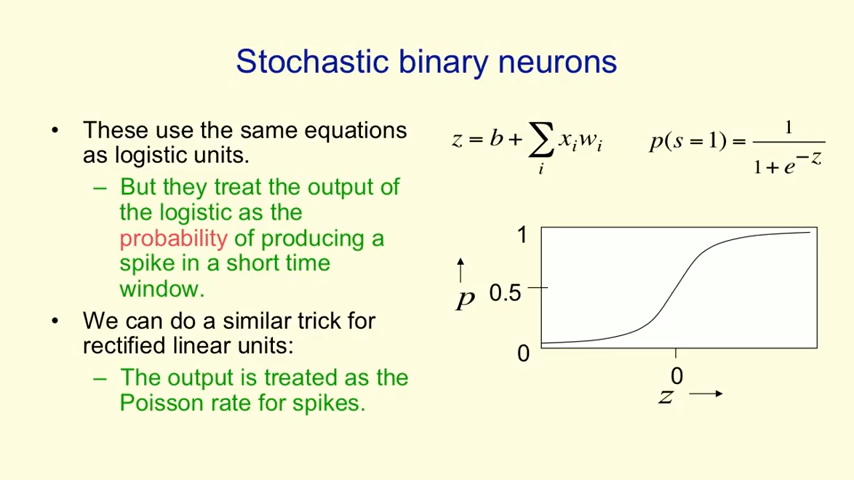 Stochastic binary neurons
• These use the same equations
as logistic units.
– But they treat the output of
the logistic as the
probability of producing a
spike in a short time
window.
• We can do a similar trick for
rectified linear units:
– The output is treated as the
Poisson rate for spikes.
z = b + ∑ᵢ xᵢwᵢ
p(s = 1) = 1 / (1 + e^−z)
1
p 0.5
0
0
z